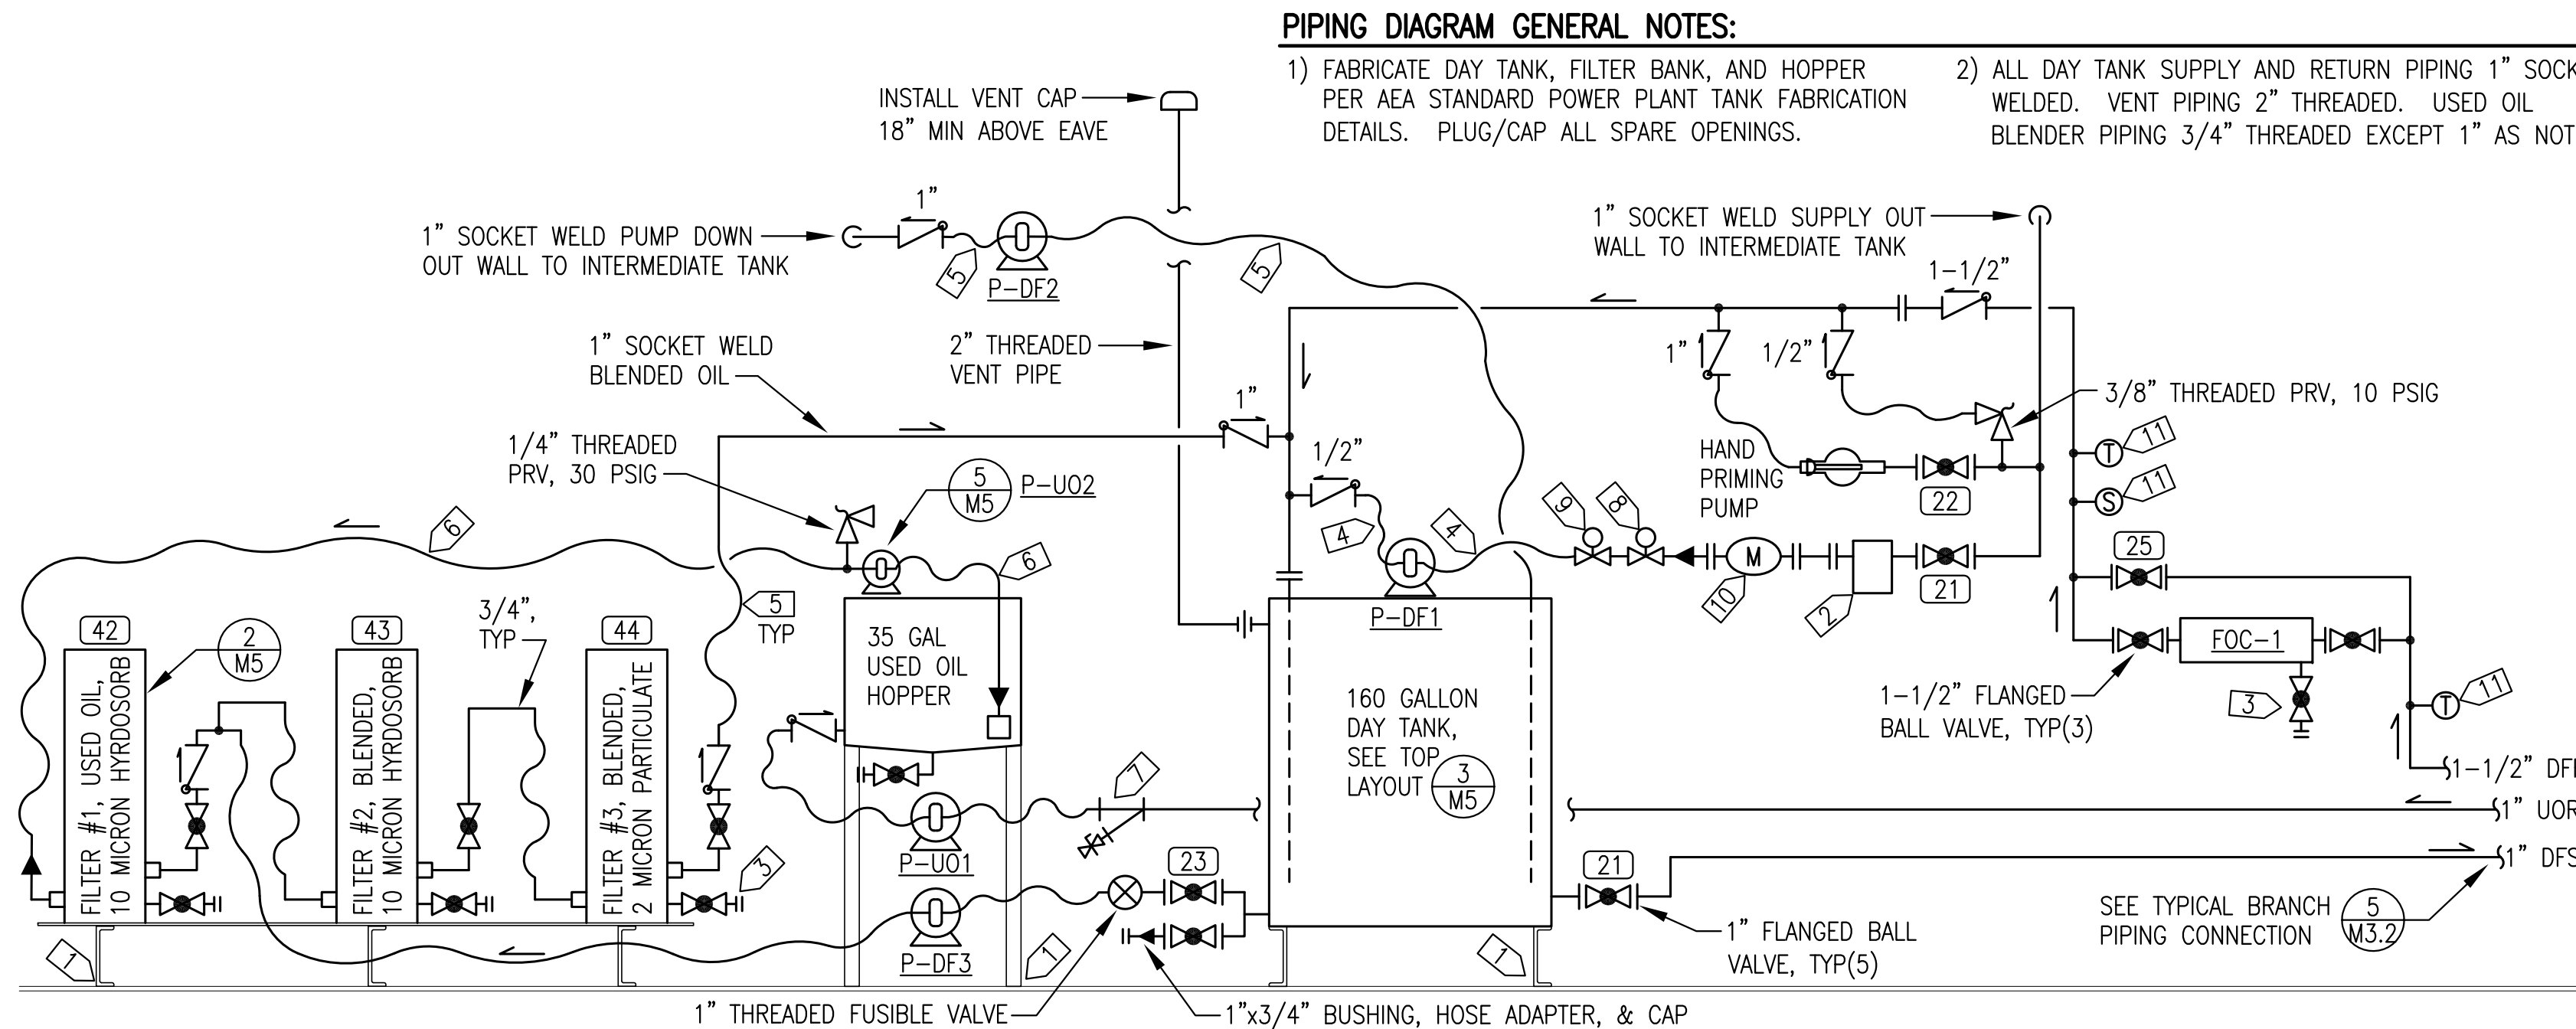 PIPING DIAGRAM GENERAL NOTES:
1) FABRICATE DAY TANK, FILTER BANK, AND HOPPER
PER AEA STANDARD POWER PLANT TANK FABRICATION
DETAILS. PLUG/CAP ALL SPARE OPENINGS.
2) ALL DAY TANK SUPPLY AND RETURN PIPING 1" SOCK
WELDED. VENT PIPING 2" THREADED. USED OIL
BLENDER PIPING 3/4" THREADED EXCEPT 1" AS NOT
INSTALL VENT CAP
18" MIN ABOVE EAVE
1"
1" SOCKET WELD PUMP DOWN
OUT WALL TO INTERMEDIATE TANK
5
P-DF2
5
1" SOCKET WELD SUPPLY OUT
WALL TO INTERMEDIATE TANK
1-1/2"
1" SOCKET WELD
BLENDED OIL
2" THREADED
VENT PIPE
1"
1/2"
3/8" THREADED PRV, 10 PSIG
1"
1/4" THREADED
PRV, 30 PSIG
5
M5
P-UO2
1/2"
HAND
PRIMING
PUMP
22
T
11
S
11
6
6
4
4
9
8
M
10
2
21
25
P-DF1
FOC-1
3
T
11
1-1/2" FLANGED
BALL VALVE, TYP(3)
1-1/2" DF
1" UOR
1" DFS
42
2
M5
43
3/4",
TYP
44
5
TYP
35 GAL
USED OIL
HOPPER
160 GALLON
DAY TANK,
SEE TOP
LAYOUT
3
M5
FILTER #1, USED OIL,
10 MICRON HYRDOSORB
FILTER #2, BLENDED,
10 MICRON HYRDOSORB
FILTER #3, BLENDED,
2 MICRON PARTICULATE
3
7
P-UO1
23
21
P-DF3
1
1
1
1" FLANGED BALL
VALVE, TYP(5)
SEE TYPICAL BRANCH
PIPING CONNECTION
5
M3.2
1" THREADED FUSIBLE VALVE
1"x3/4" BUSHING, HOSE ADAPTER, & CAP